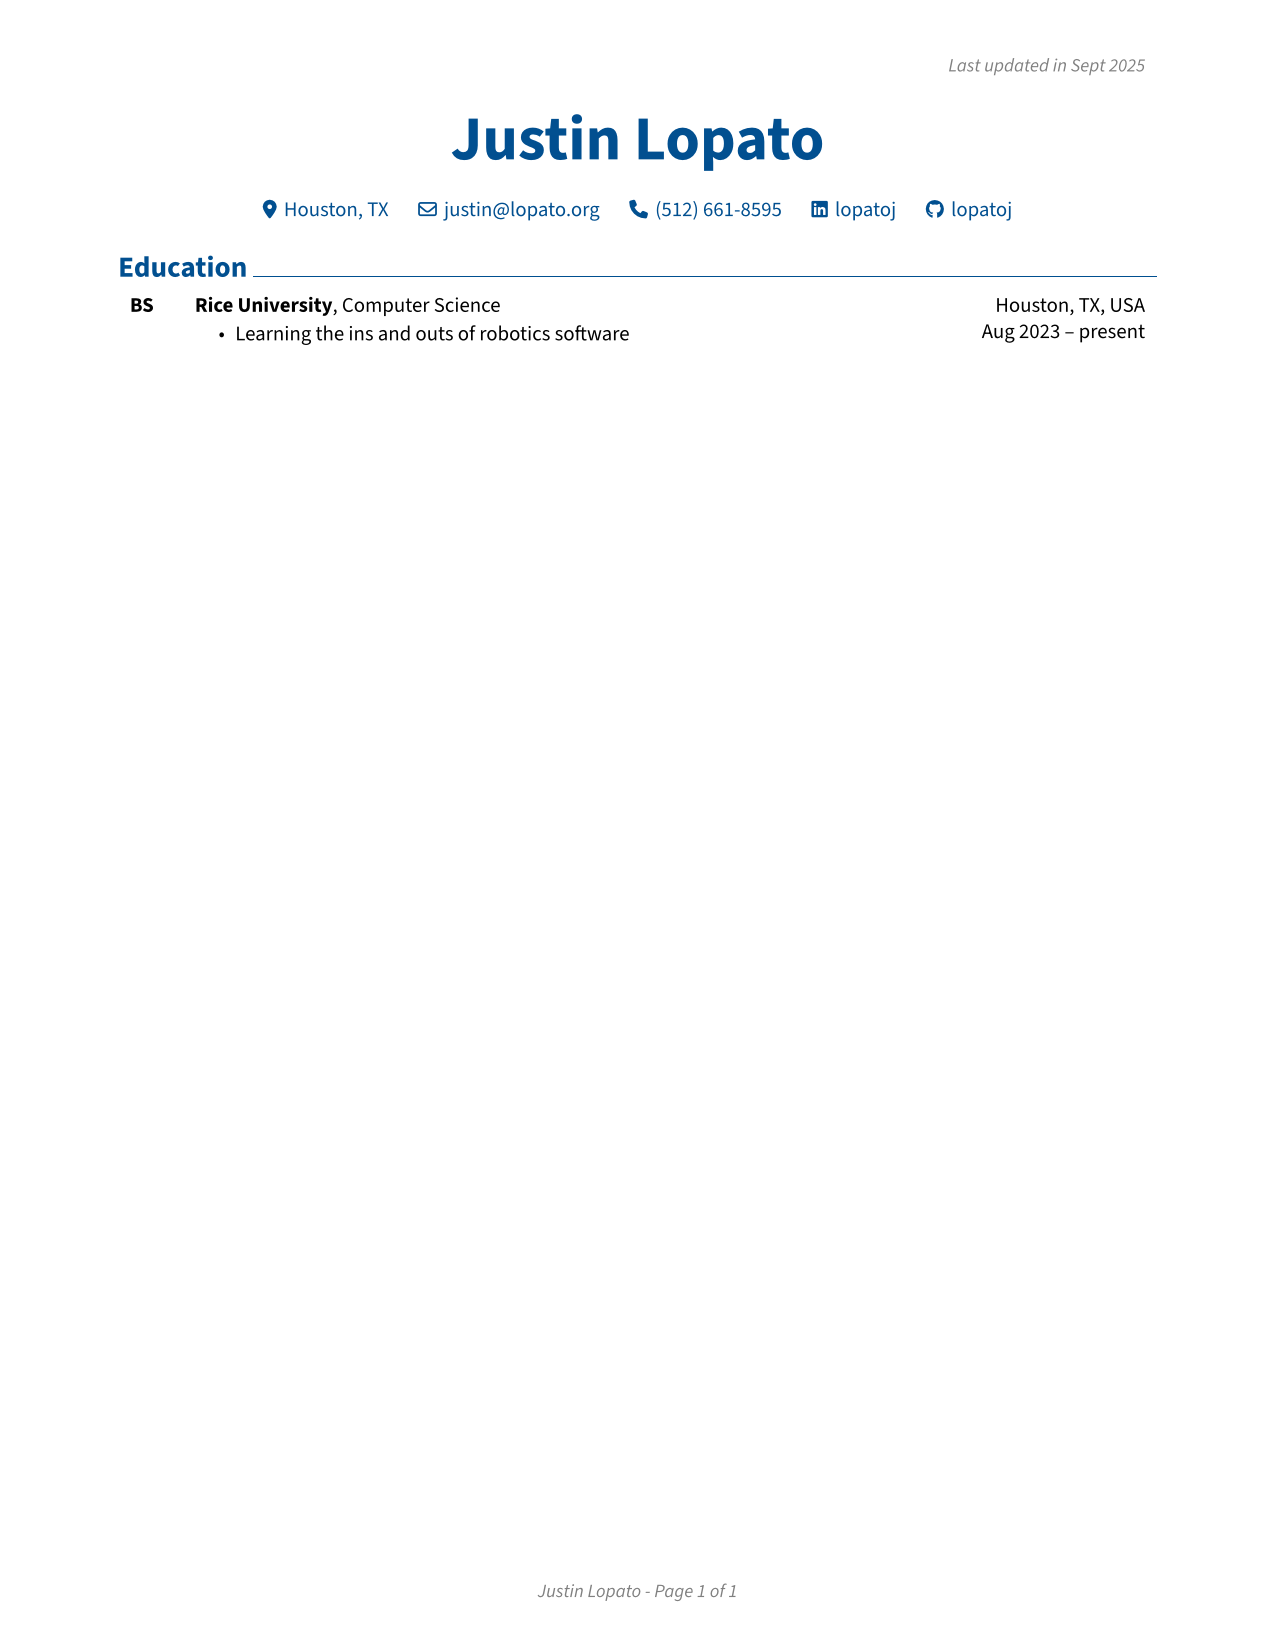 Last updated in Sept 2025
Justin Lopato
Houston, TX justin@lopato.org (512) 661-8595 lopatoj lopatoj
Education
BS Rice University, Computer Science Houston, TX, USA
• Learning the ins and outs of robotics software Aug 2023 – present
Justin Lopato - Page 1 of 1